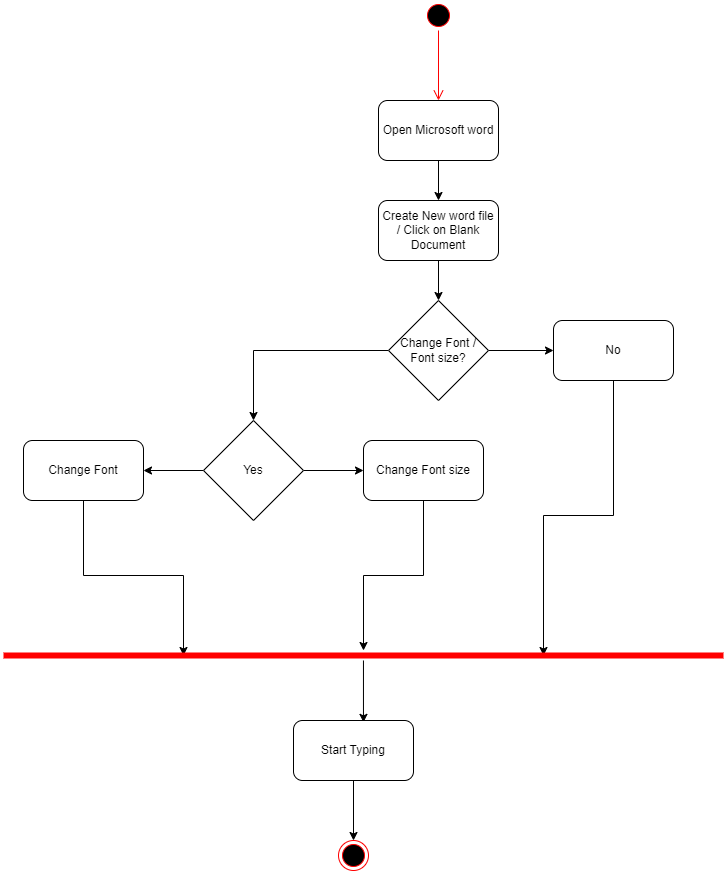 Open Microsoft word
Create New word file
/ Click on Blank
Document
Change Font /
Font size?
No
Change Font
Yes
Change Font size
Start Typing